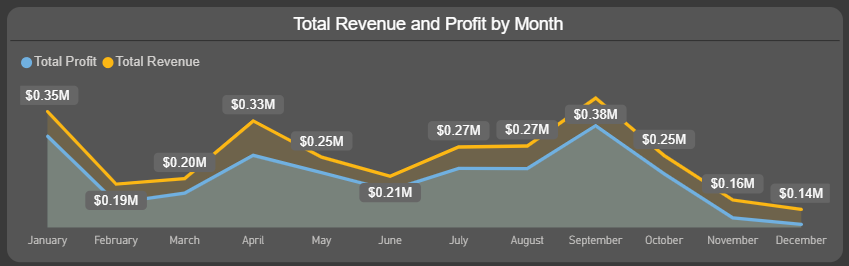 Total Revenue and Profit by Month
Total Profit Total Revenue
$0.35M
$0.19M
$0.20M
$0.33M
$0.25M
$0.21M
$0.27M
$0.27M
$0.38M
$0.25M
$0.16M
$0.14M
January February March April May June July August September October November December